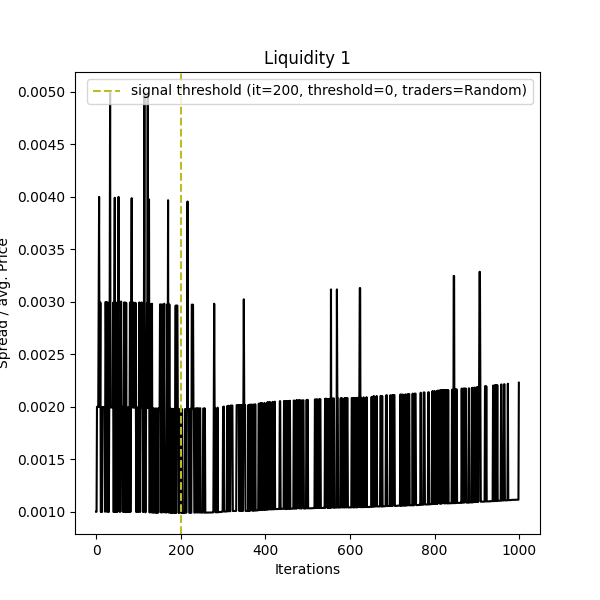 Liquidity 1
signal threshold (it=200, threshold=0, traders=Random)
0.0050
0.0045
0.0040
0.0035
0.0030
0.0025
0.0020
0.0015
0.0010
Spread / avg. Price
0 200 400 600 800 1000
Iterations